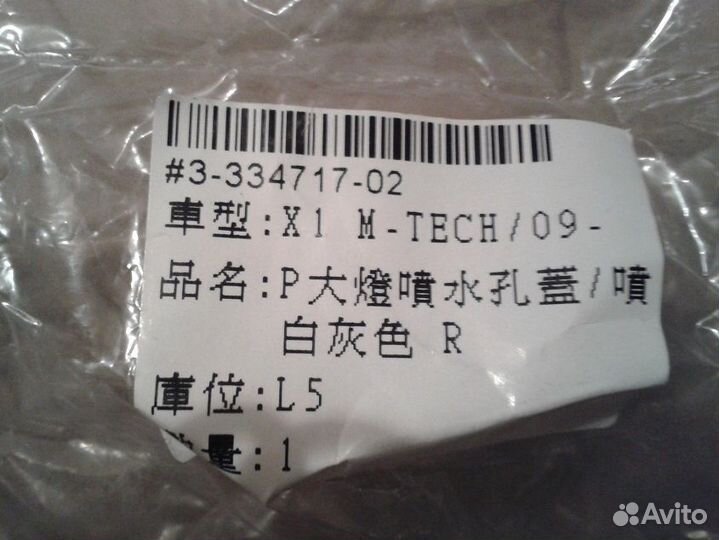 #3-334717-02
車型:X1 M-TECH/09-
品名:P大燈噴水孔蓋/噴
白灰色 R
庫位:L5
量:1
Avito